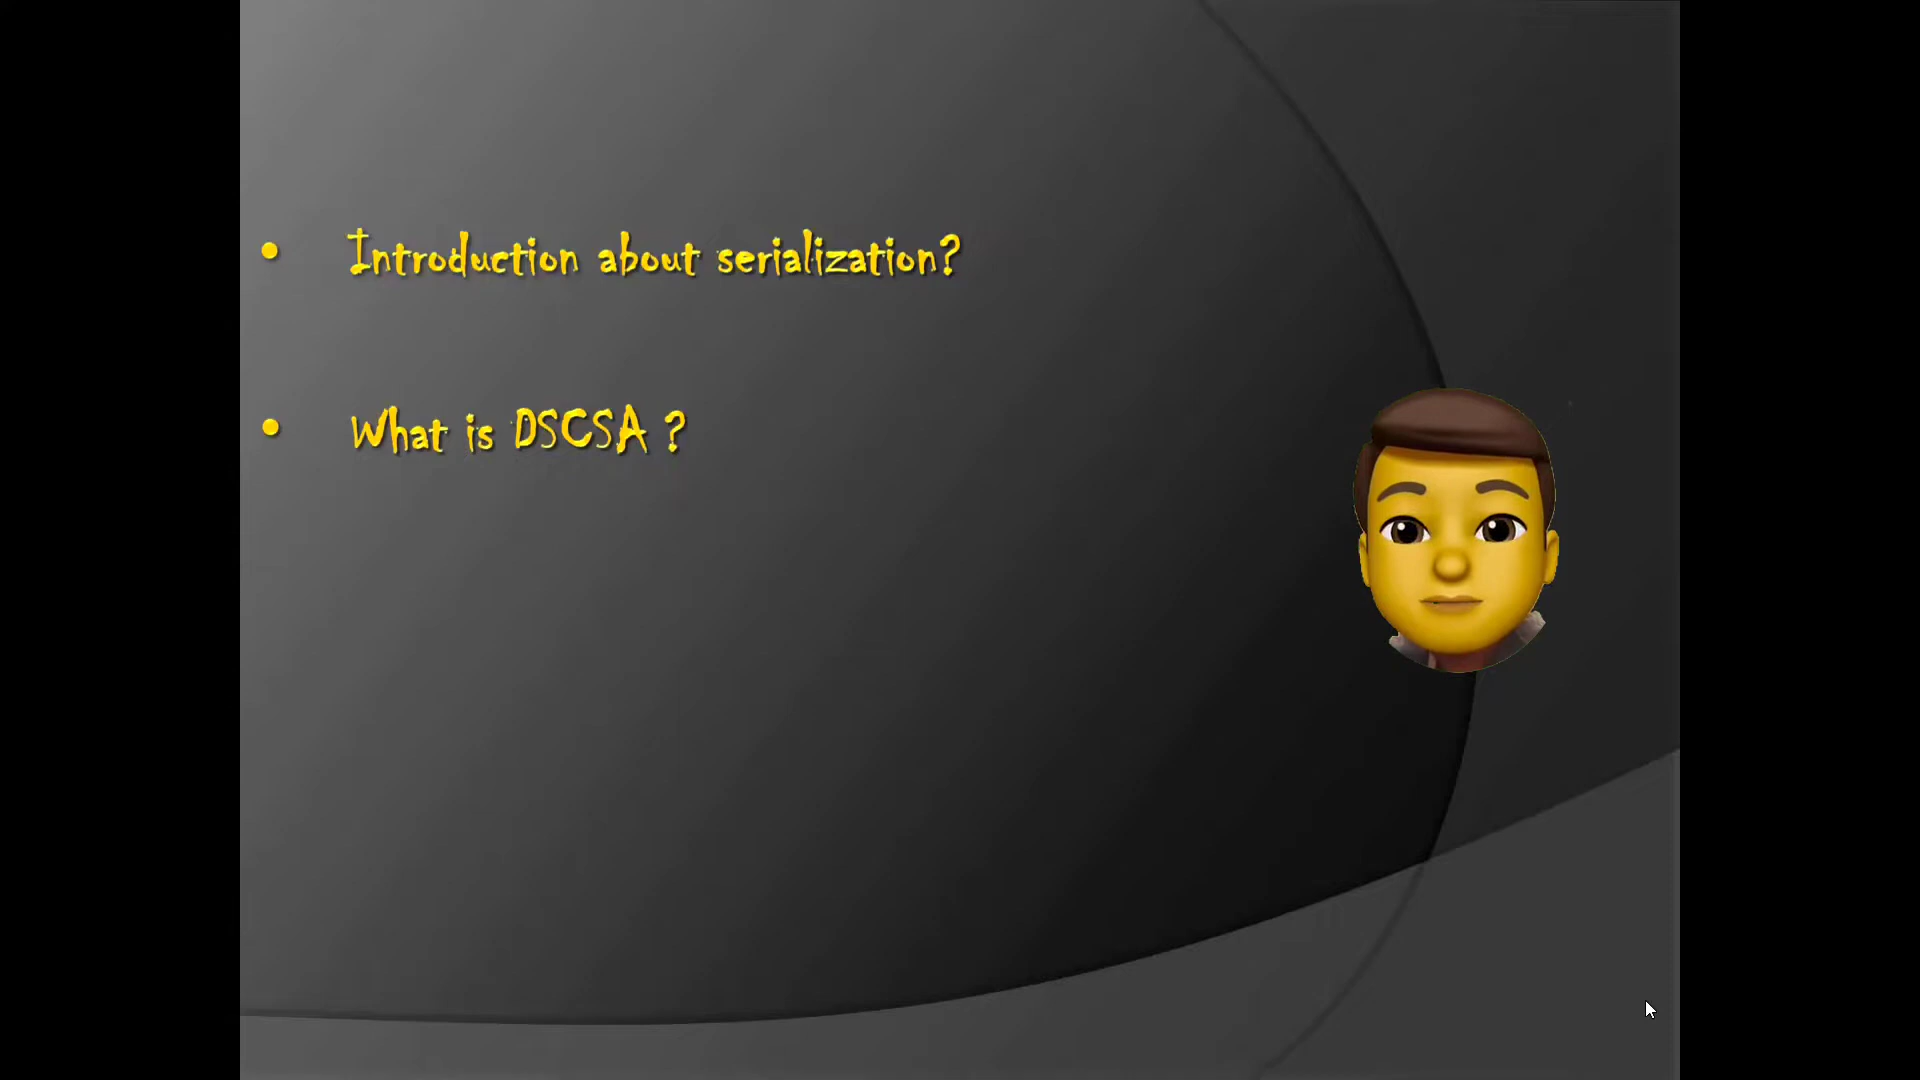 • Introduction about serialization?
• What is DSCSA ?